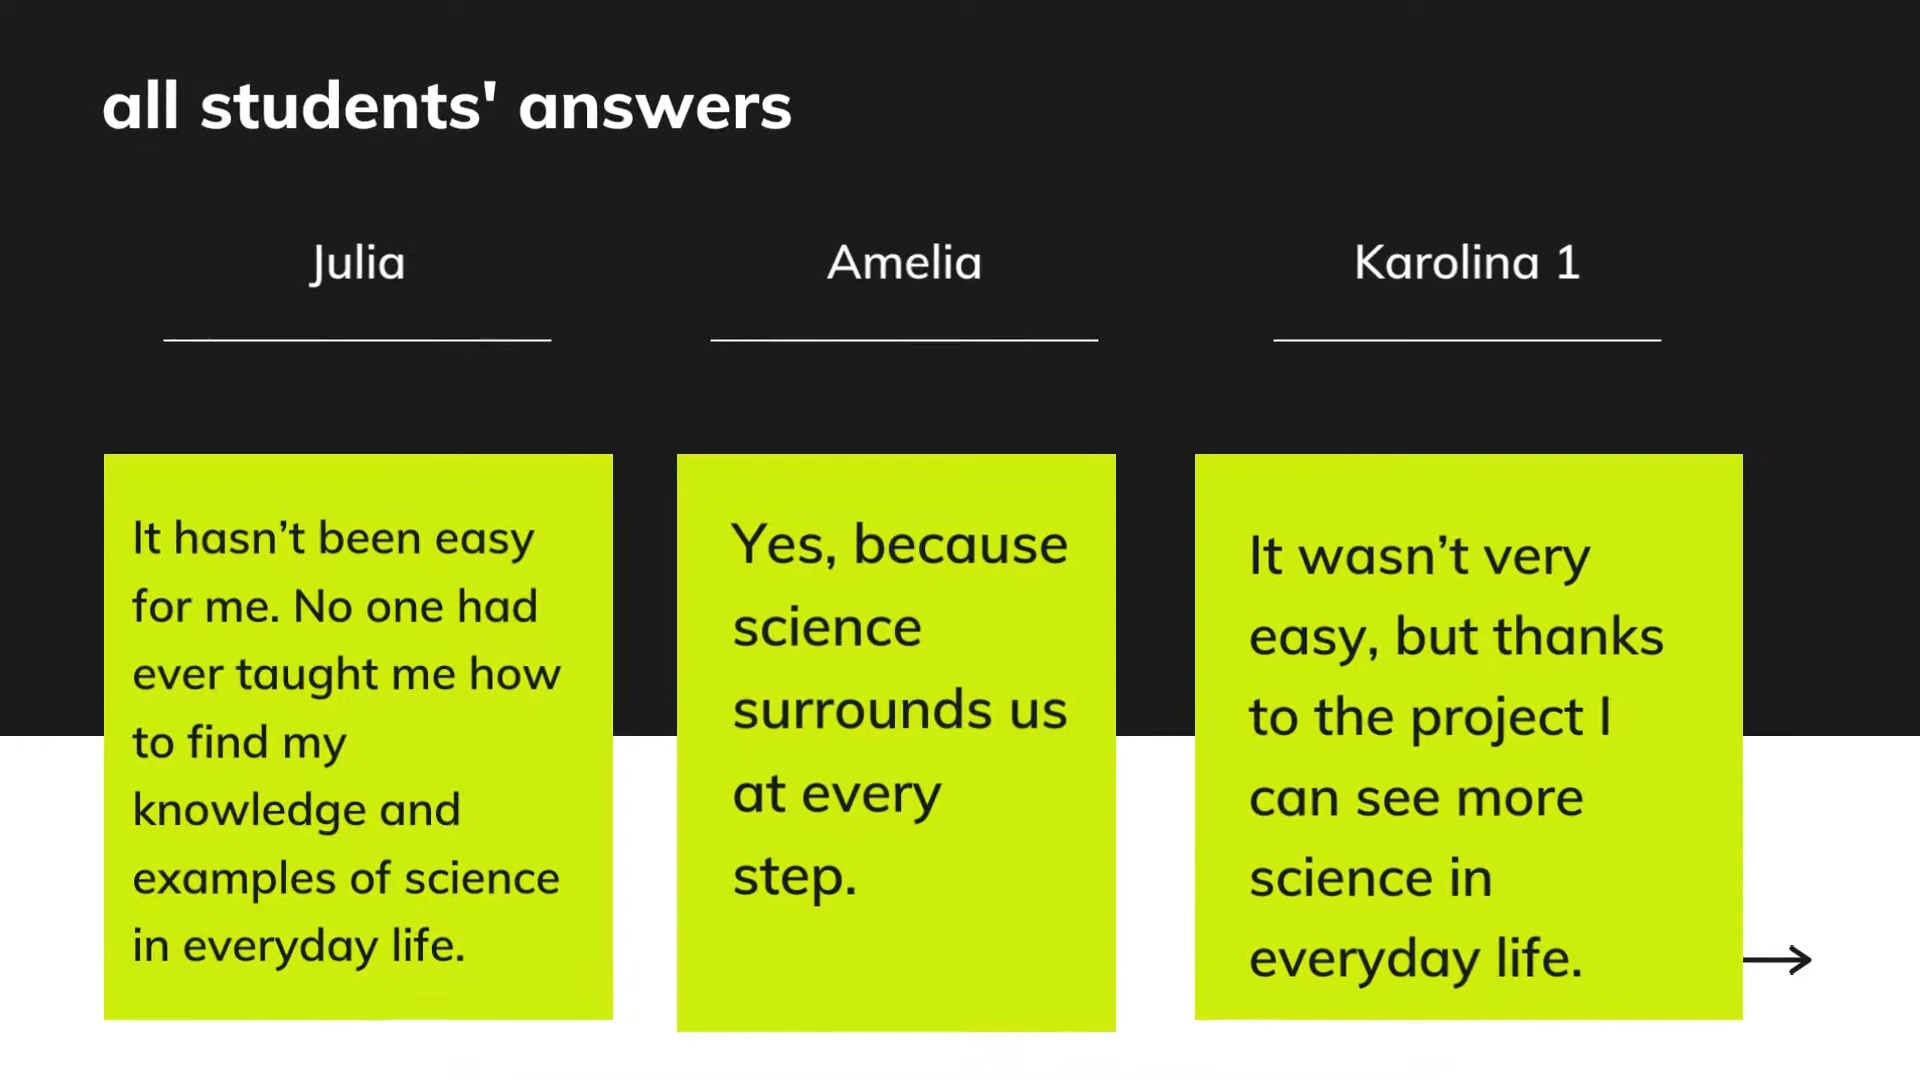 all students' answers
Julia
Amelia
Karolina 1
It hasn’t been easy
for me. No one had
ever taught me how
to find my
knowledge and
examples of science
in everyday life.
Yes, because
science
surrounds us
at every
step.
It wasn’t very
easy, but thanks
to the project I
can see more
science in
everyday life.